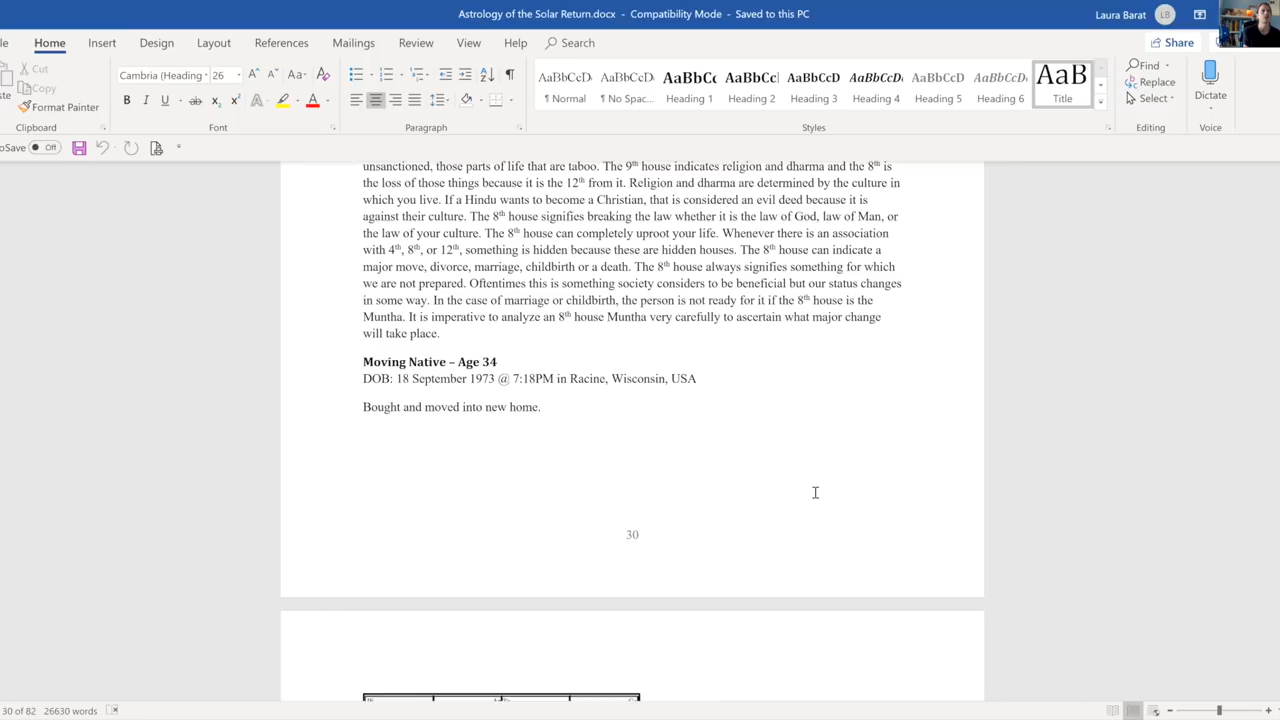 Astrology of the Solar Return.docx - Compatibility Mode - Saved to this PC
Laura Barat LB
Home Insert Design Layout References Mailings Review View Help Search
Share
Cut
Copy
Format Painter
Clipboard
Cambria (Heading 26
Font
Paragraph
AaBbCcDc AaBbCcDc AaBbCc AaBbCc AaBbCcD AaBbCcDc AaBbCcD AaBbCcDc AaB
¶ Normal ¶ No Spac... Heading 1 Heading 2 Heading 3 Heading 4 Heading 5 Heading 6 Title
Styles
Find
Replace
Select
Editing
Dictate
Voice
Off
unsanctioned, those parts of life that are taboo. The 9th house indicates religion and dharma and the 8th is
the loss of those things because it is the 12th from it. Religion and dharma are determined by the culture in
which you live. If a Hindu wants to become a Christian, that is considered an evil deed because it is
against their culture. The 8th house signifies breaking the law whether it is the law of God, law of Man, or
the law of your culture. The 8th house can completely uproot your life. Whenever there is an association
with 4th, 8th, or 12th, something is hidden because these are hidden houses. The 8th house can indicate a
major move, divorce, marriage, childbirth or a death. The 8th house always signifies something for which
we are not prepared. Oftentimes this is something society considers to be beneficial but our status changes
in some way. In the case of marriage or childbirth, the person is not ready for it if the 8th house is the
Muntha. It is imperative to analyze an 8th house Muntha very carefully to ascertain what major change
will take place.
Moving Native – Age 34
DOB: 18 September 1973 @ 7:18PM in Racine, Wisconsin, USA
Bought and moved into new home.
30
30 of 82 26630 words